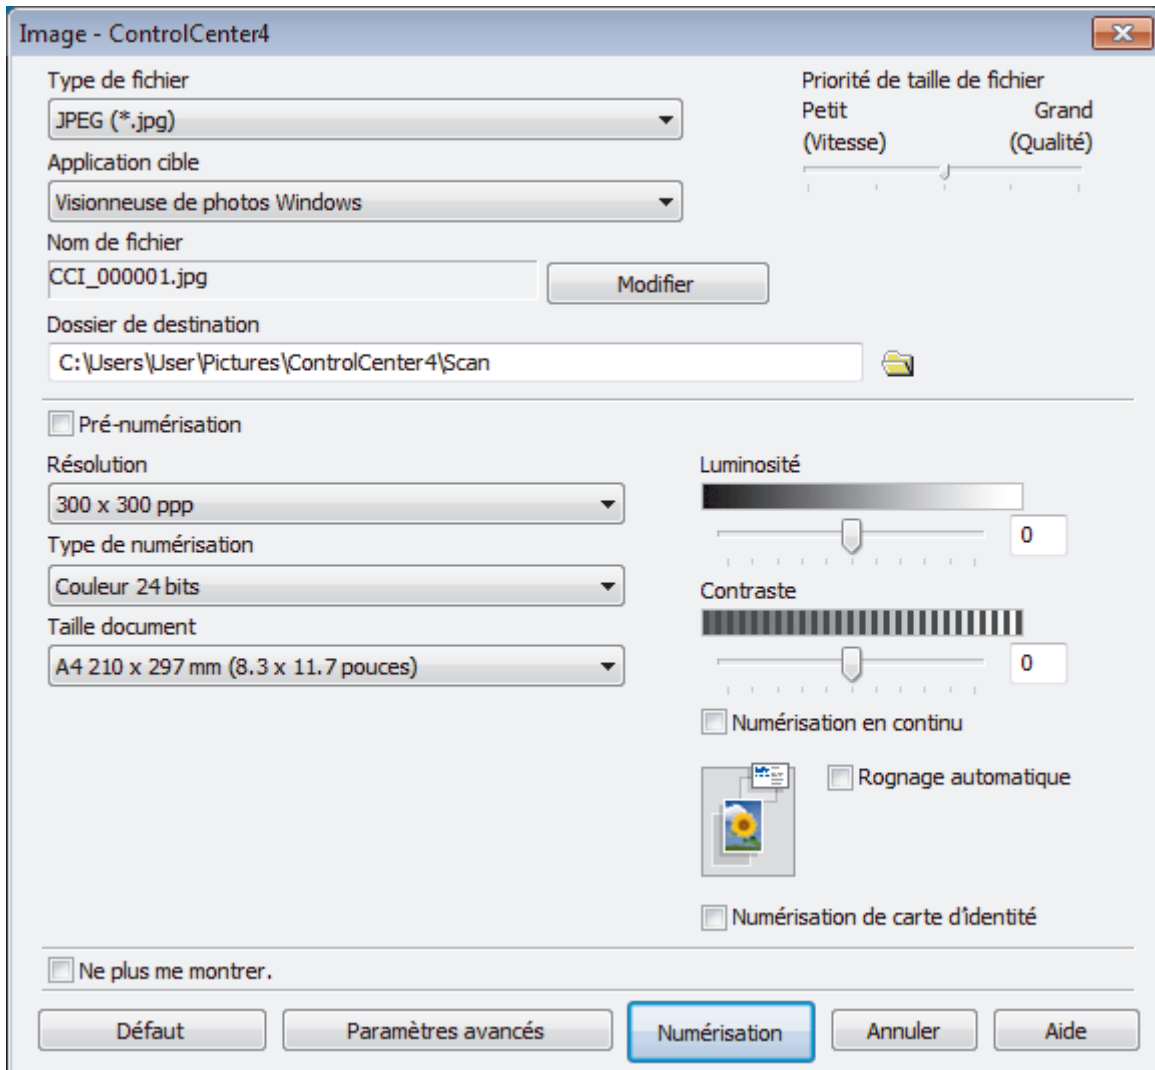 Image - ControlCenter4
Type de fichier
JPEG (*.jpg)
Priorité de taille de fichier
Petit Grand
(Vitesse) (Qualité)
Application cible
Visionneuse de photos Windows
Nom de fichier
CCI_000001.jpg
Modifier
Dossier de destination
C:\Users\User\Pictures\ControlCenter4\Scan
Pré-numérisation
Résolution
300 x 300 ppp
Type de numérisation
Couleur 24 bits
Taille document
A4 210 x 297 mm (8.3 x 11.7 pouces)
Luminosité
0
Contraste
0
Numérisation en continu
Rognage automatique
Numérisation de carte d'identité
Ne plus me montrer.
Défaut Paramètres avancés Numérisation Annuler Aide